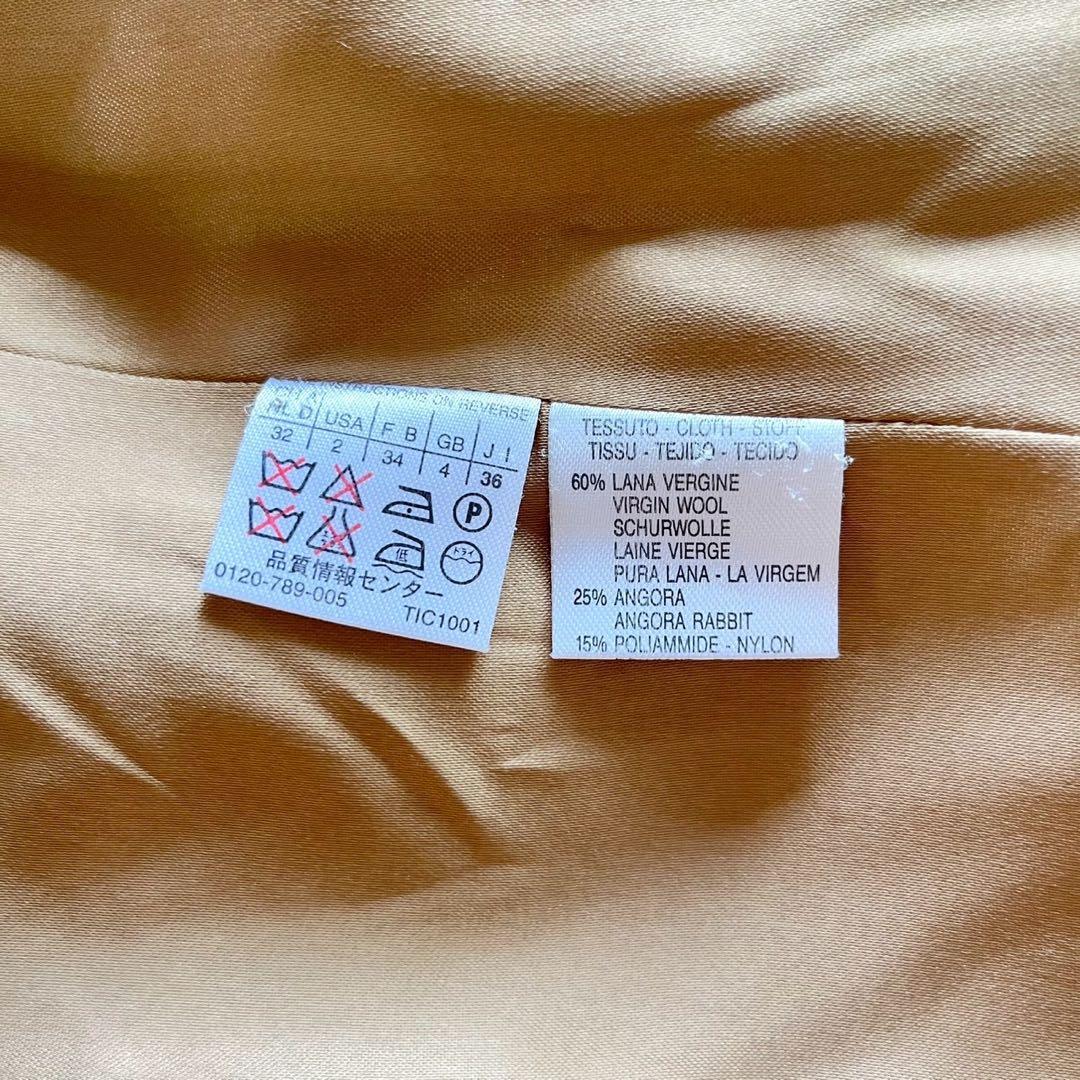 INSTRUCTIONS ON REVERSE
CH A
NL D USA F B GB J I
32 2 34 4 36
P
低 ドライ
品質情報センター
0120-789-005
TIC1001
TESSUTO - CLOTH - STOFF
TISSU - TEJIDO - TECIDO
60% LANA VERGINE
VIRGIN WOOL
SCHURWOLLE
LAINE VIERGE
PURA LANA - LA VIRGEM
25% ANGORA
ANGORA RABBIT
15% POLIAMMIDE - NYLON